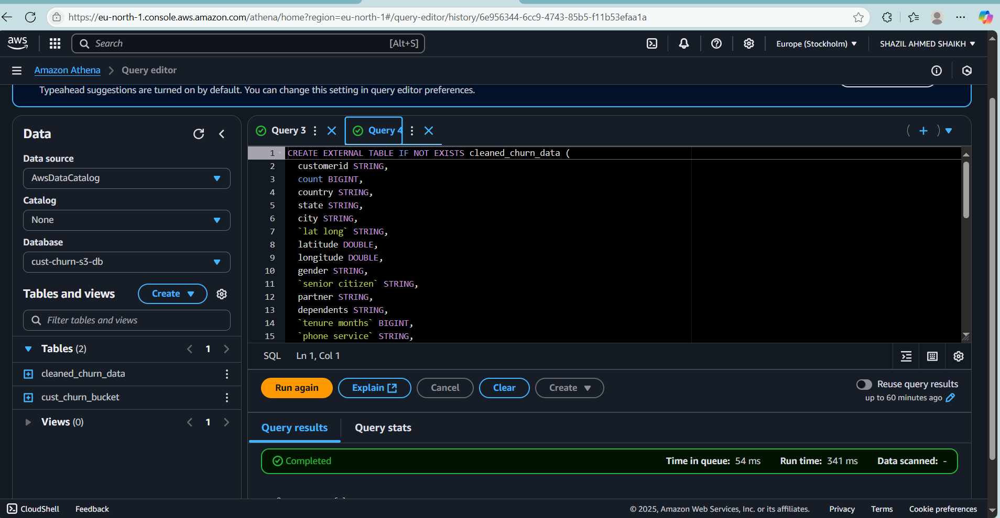 https://eu-north-1.console.aws.amazon.com/athena/home?region=eu-north-1#/query-editor/history/6e956344-6cc9-4743-85b5-f11b53efaa1a
aws
Search
[Alt+S]
Europe (Stockholm)
SHAZIL AHMED SHAIKH
Amazon Athena
Query editor
Typeahead suggestions are turned on by default. You can change this setting in query editor preferences.
Data
Data source
AwsDataCatalog
Catalog
None
Database
cust-churn-s3-db
Tables and views
Create
Filter tables and views
Tables (2)
1
cleaned_churn_data
cust_churn_bucket
Views (0)
1
Query 3
Query 4
( + )
1 CREATE EXTERNAL TABLE IF NOT EXISTS cleaned_churn_data (
2 customerid STRING,
3 count BIGINT,
4 country STRING,
5 state STRING,
6 city STRING,
7 `lat long` STRING,
8 latitude DOUBLE,
9 longitude DOUBLE,
10 gender STRING,
11 `senior citizen` STRING,
12 partner STRING,
13 dependents STRING,
14 `tenure months` BIGINT,
15 `phone service` STRING,
SQL
Ln 1, Col 1
Run again
Explain
Cancel
Clear
Create
Reuse query results
up to 60 minutes ago
Query results
Query stats
Completed
Time in queue: 54 ms
Run time: 341 ms
Data scanned: -
CloudShell
Feedback
© 2025, Amazon Web Services, Inc. or its affiliates.
Privacy
Terms
Cookie preferences